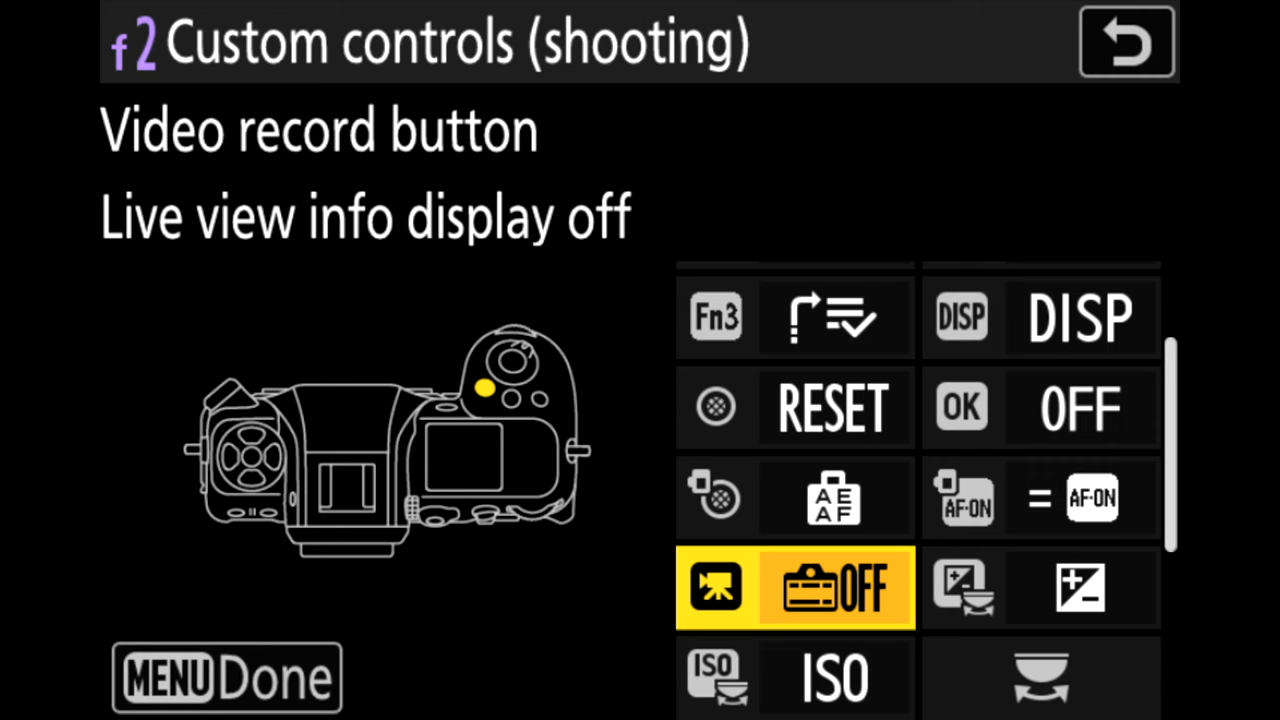 f2 Custom controls (shooting)
Video record button
Live view info display off
Fn3
DISP DISP
RESET
OK OFF
AE
AF
AF-ON = AF-ON
OFF
ISO ISO
MENU Done